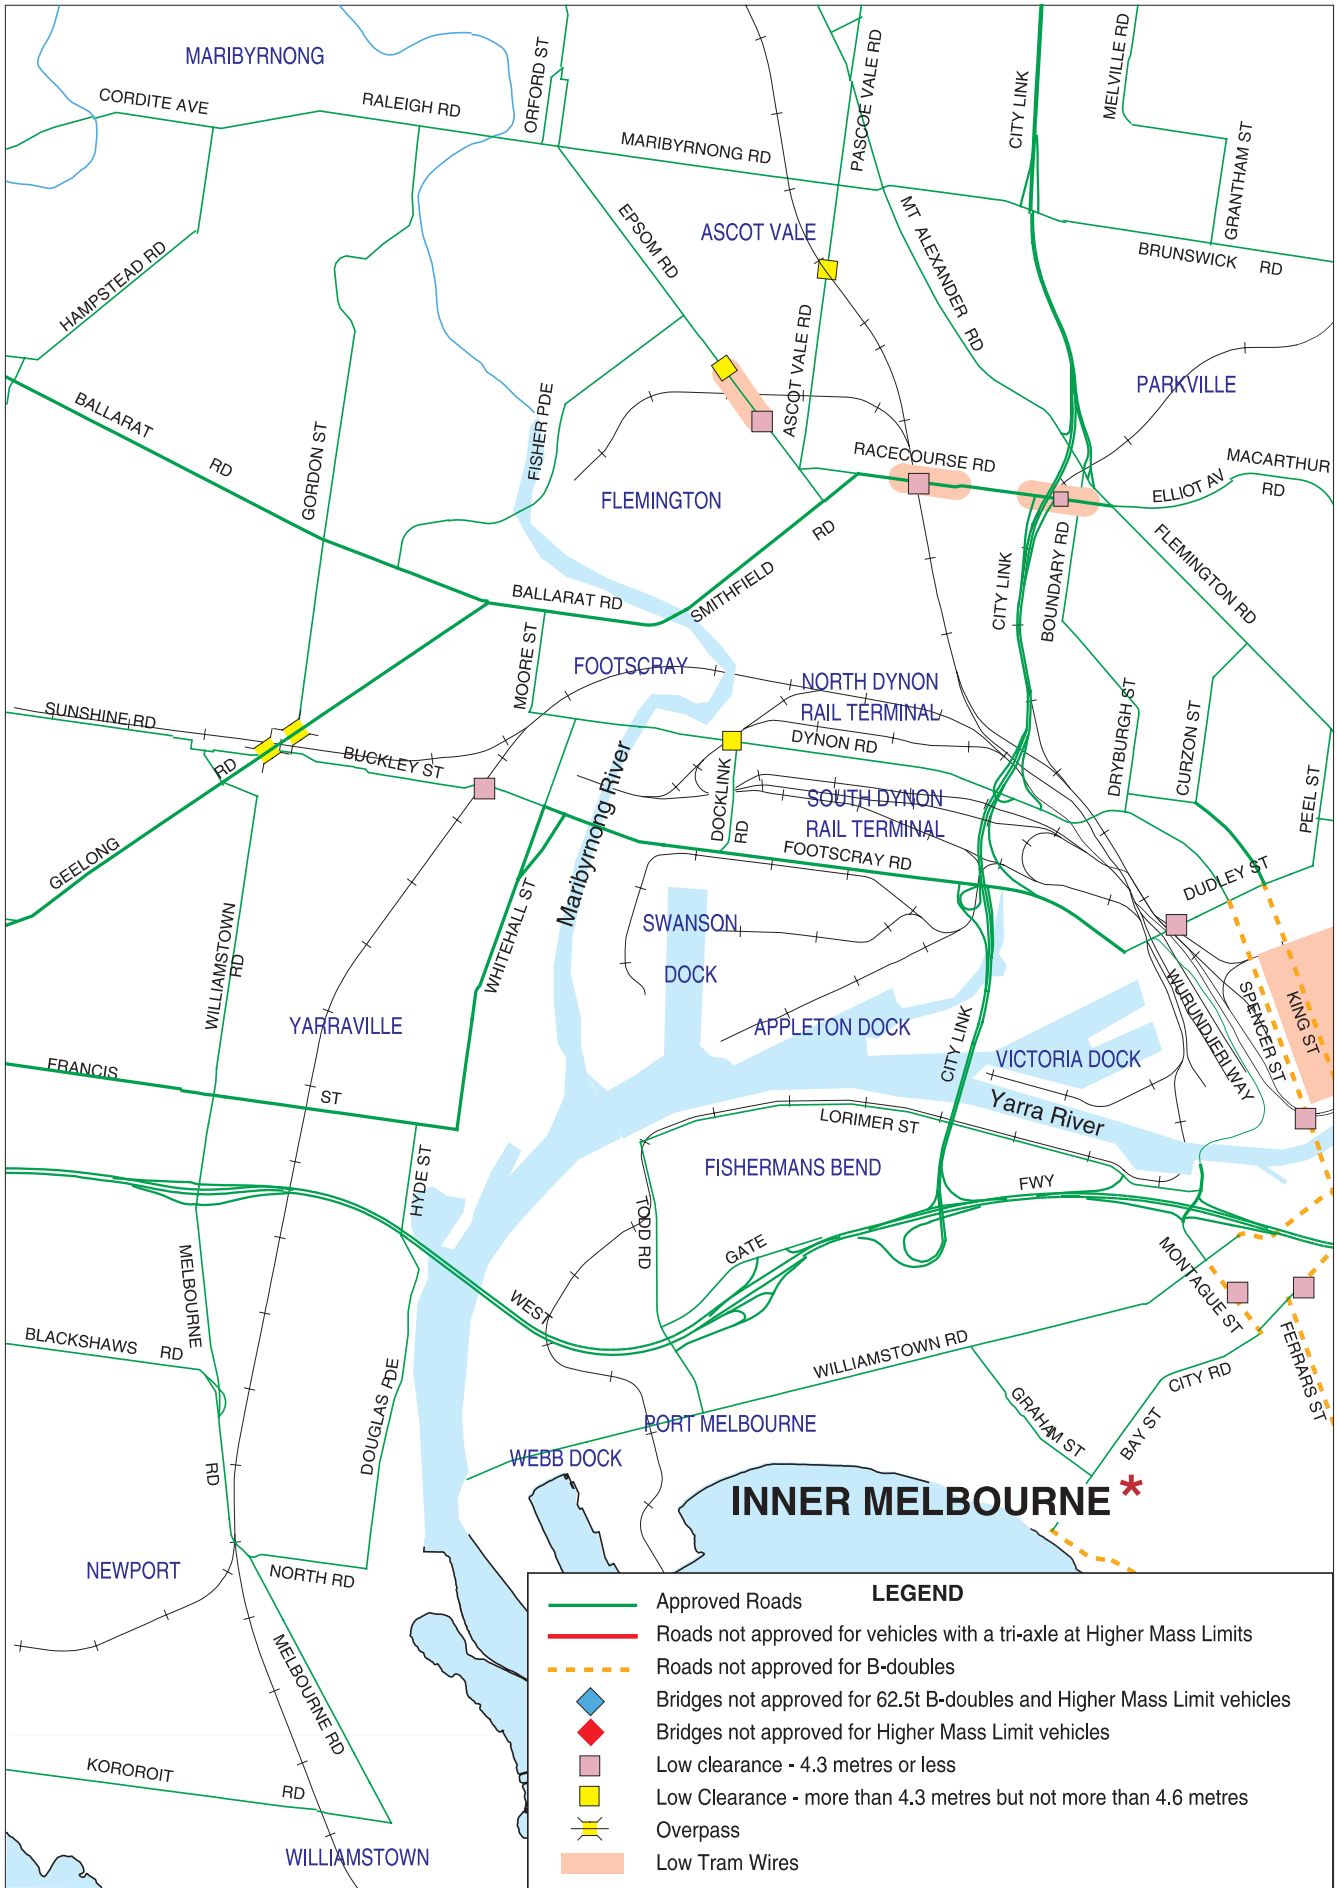 MARIBYRNONG
CORDITE AVE
RALEIGH RD
ORFORD ST
MARIBYRNONG RD
PASCOE VALE RD
CITY LINK
MELVILLE RD
GRANTHAM ST
BRUNSWICK RD
HAMPSTEAD RD
EPSOM RD
ASCOT VALE
MT ALEXANDER RD
ASCOT VALE RD
PARKVILLE
BALLARAT
RD
GORDON ST
FISHER PDE
FLEMINGTON
RACECOURSE RD
ELLIOT AV
MACARTHUR
RD
SMITHFIELD
RD
CITY LINK
BOUNDARY RD
FLEMINGTON RD
BALLARAT RD
MOORE ST
FOOTSCRAY
NORTH DYNON
RAIL TERMINAL
DYNON RD
SUNSHINE RD
BUCKLEY ST
RD
GEELONG
Maribyrnong River
DOCKLINK
RD
SOUTH DYNON
RAIL TERMINAL
FOOTSCRAY RD
DRYBURGH ST
CURZON ST
PEEL ST
DUDLEY ST
WILLIAMSTOWN
RD
WHITEHALL ST
SWANSON
DOCK
YARRAVILLE
APPLETON DOCK
CITY LINK
VICTORIA DOCK
WURUNDJERI WAY
SPENCER ST
KING ST
FRANCIS
ST
Yarra River
LORIMER ST
HYDE ST
FISHERMANS BEND
TODD RD
FWY
GATE
WEST
MELBOURNE
RD
MONTAGUE ST
FERRARS ST
BLACKSHAWS RD
DOUGLAS PDE
WILLIAMSTOWN RD
CITY RD
GRAHAM ST
BAY ST
PORT MELBOURNE
WEBB DOCK
INNER MELBOURNE *
NEWPORT
NORTH RD
MELBOURNE RD
KOROROIT
RD
WILLIAMSTOWN
LEGEND
Approved Roads
Roads not approved for vehicles with a tri-axle at Higher Mass Limits
Roads not approved for B-doubles
Bridges not approved for 62.5t B-doubles and Higher Mass Limit vehicles
Bridges not approved for Higher Mass Limit vehicles
Low clearance - 4.3 metres or less
Low Clearance - more than 4.3 metres but not more than 4.6 metres
Overpass
Low Tram Wires